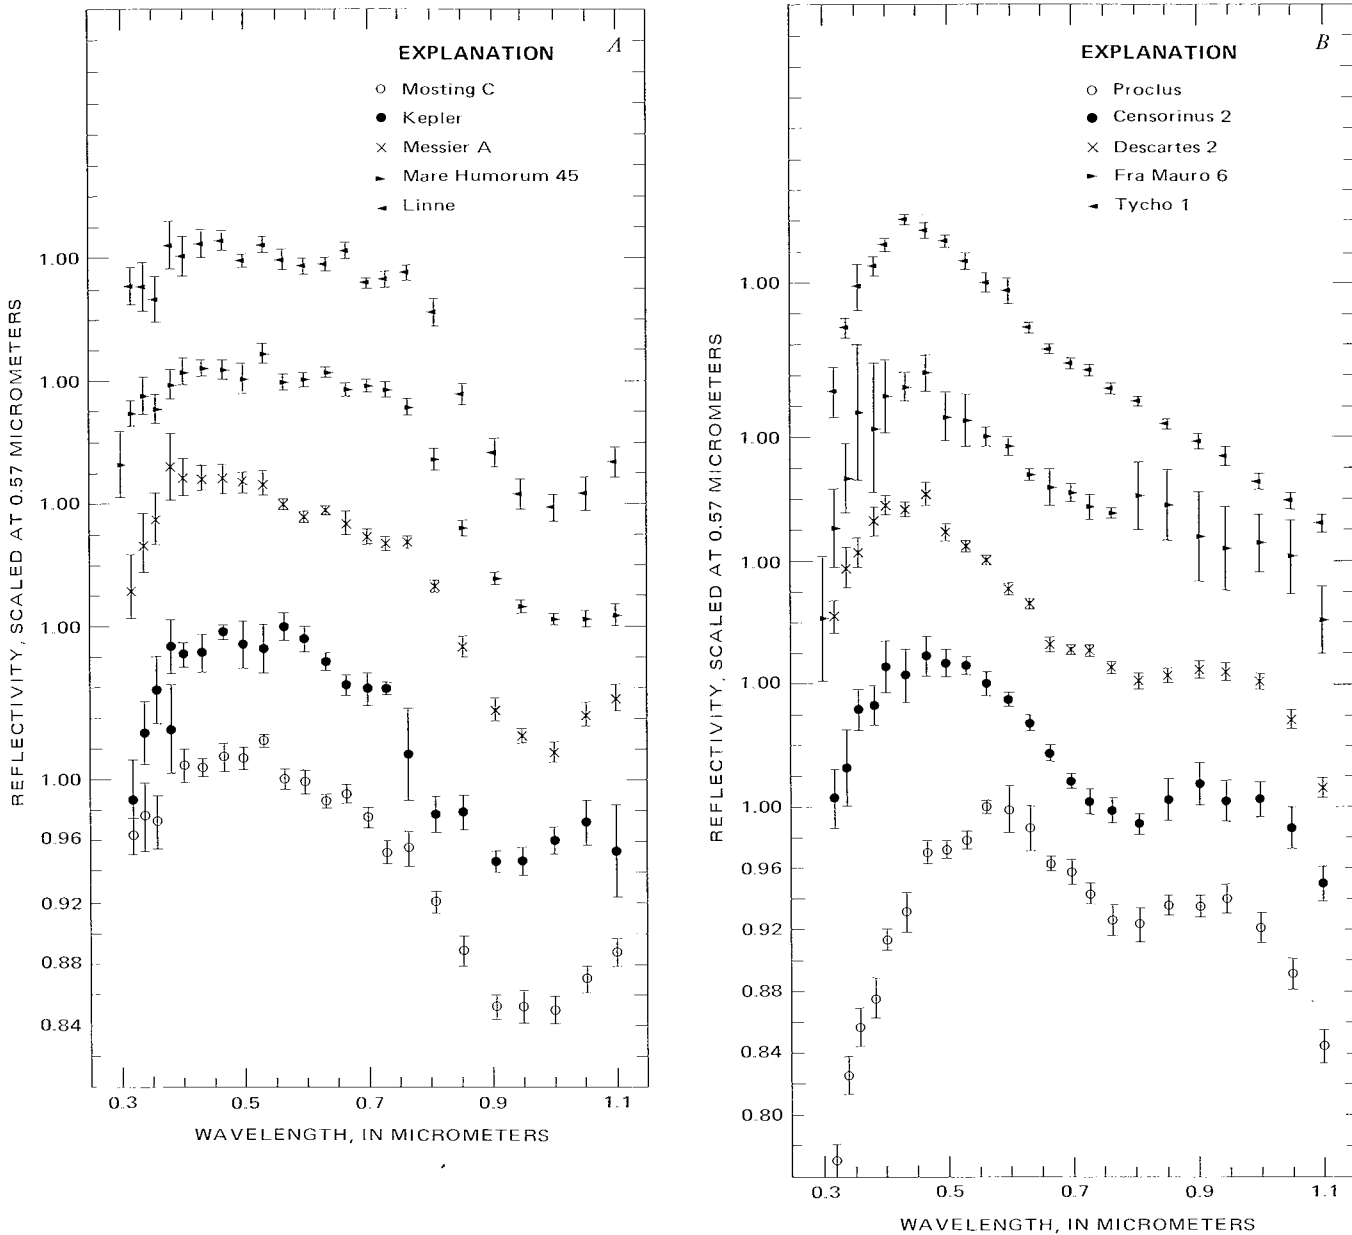 A
EXPLANATION
Mosting C
Kepler
Messier A
Mare Humorum 45
Linne
REFLECTIVITY, SCALED AT 0.57 MICROMETERS
1.00
1.00
1.00
1.00
1.00
0.96
0.92
0.88
0.84
0.3 0.5 0.7 0.9 1.1
WAVELENGTH, IN MICROMETERS
B
EXPLANATION
Proclus
Censorinus 2
Descartes 2
Fra Mauro 6
Tycho 1
REFLECTIVITY, SCALED AT 0.57 MICROMETERS
1.00
1.00
1.00
1.00
1.00
0.96
0.92
0.88
0.84
0.80
0.3 0.5 0.7 0.9 1.1
WAVELENGTH, IN MICROMETERS